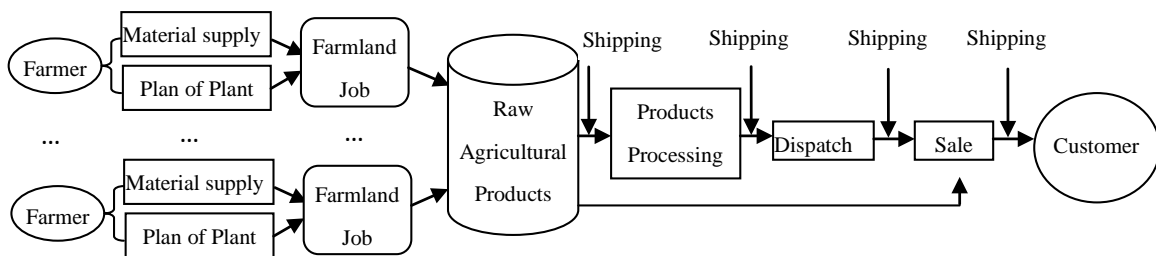 Material supply
Farmer
Plan of Plant
Farmland
Job
...
...
...
Material supply
Farmer
Plan of Plant
Farmland
Job
Raw
Agricultural
Products
Shipping
Products
Processing
Shipping
Dispatch
Shipping
Sale
Shipping
Customer